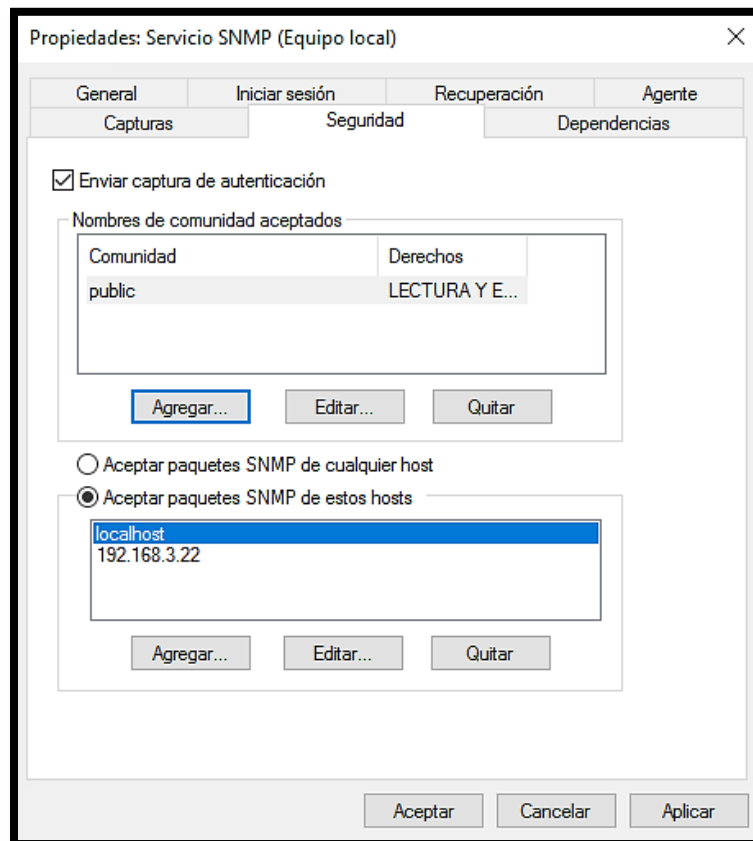 Propiedades: Servicio SNMP (Equipo local)
General Iniciar sesión Recuperación Agente
Capturas Seguridad Dependencias
Enviar captura de autenticación
Nombres de comunidad aceptados
Comunidad Derechos
public LECTURA Y E...
Agregar... Editar... Quitar
Aceptar paquetes SNMP de cualquier host
Aceptar paquetes SNMP de estos hosts
localhost
192.168.3.22
Agregar... Editar... Quitar
Aceptar Cancelar Aplicar